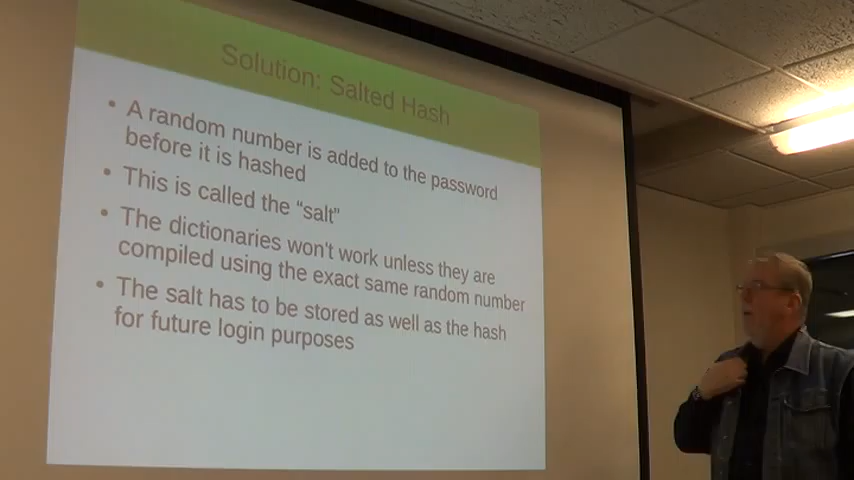 Solution: Salted Hash
• A random number is added to the password
before it is hashed
• This is called the “salt”
• The dictionaries won't work unless they are
compiled using the exact same random number
• The salt has to be stored as well as the hash
for future login purposes